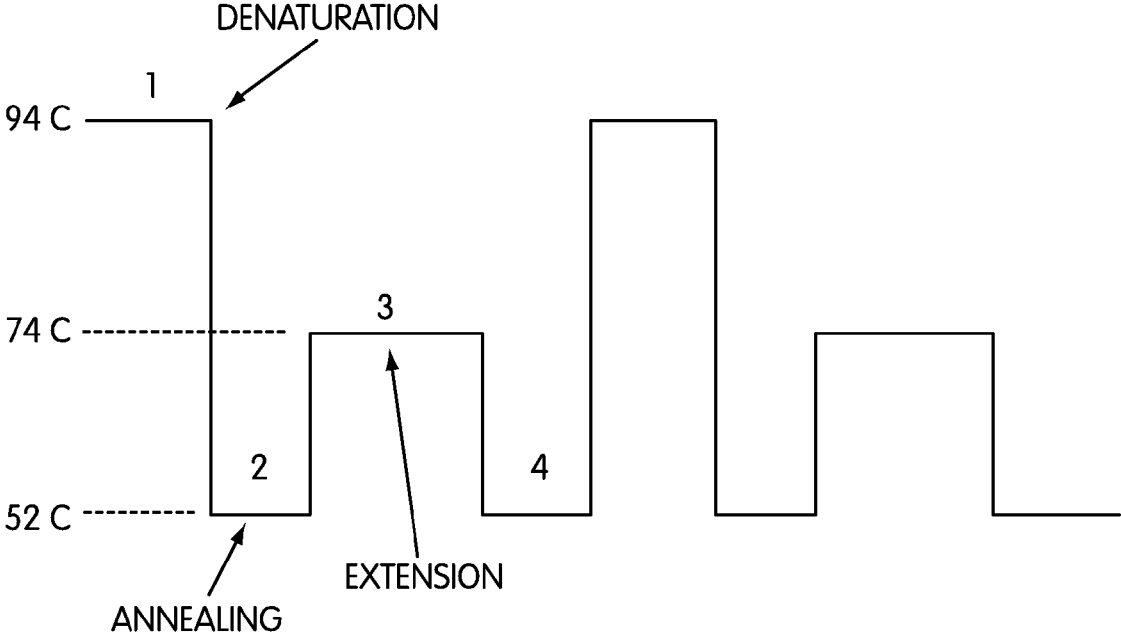 DENATURATION
1
94 C
3
74 C
2
4
52 C
EXTENSION
ANNEALING